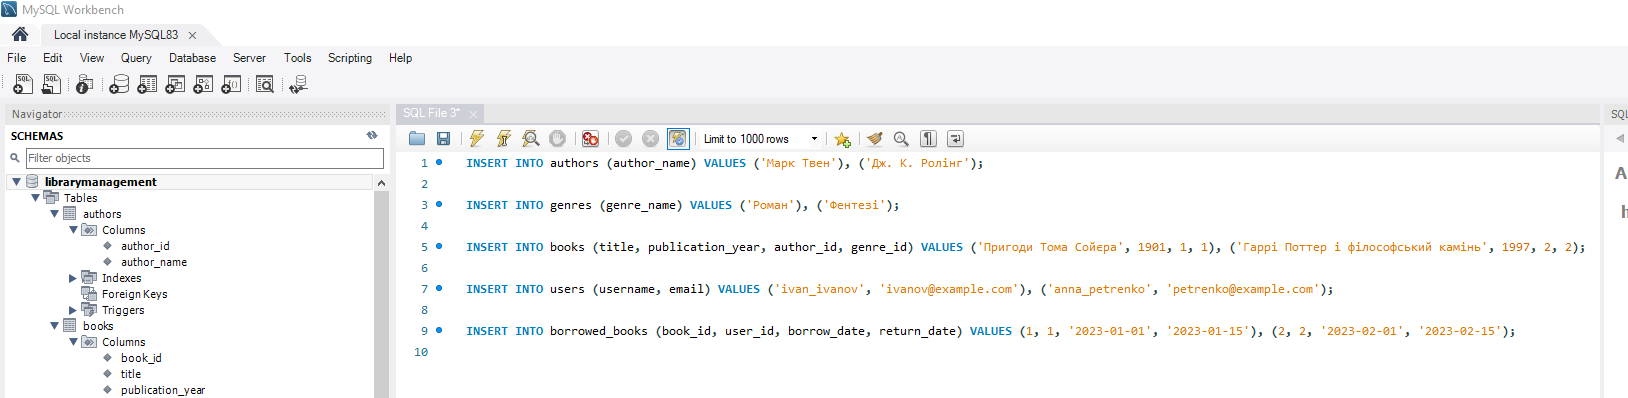 MySQL Workbench
Local instance MySQL83
File Edit View Query Database Server Tools Scripting Help
Navigator
SCHEMAS
Filter objects
librarymanagement
Tables
authors
Columns
author_id
author_name
Indexes
Foreign Keys
Triggers
books
Columns
book_id
title
publication_year
SQL File 3*
Limit to 1000 rows
1 INSERT INTO authors (author_name) VALUES ('Марк Твен'), ('Дж. К. Ролінг');
2
3 INSERT INTO genres (genre_name) VALUES ('Роман'), ('Фентезі');
4
5 INSERT INTO books (title, publication_year, author_id, genre_id) VALUES ('Пригоди Тома Сойєра', 1901, 1, 1), ('Гаррі Поттер і філософський камінь', 1997, 2, 2);
6
7 INSERT INTO users (username, email) VALUES ('ivan_ivanov', 'ivanov@example.com'), ('anna_petrenko', 'petrenko@example.com');
8
9 INSERT INTO borrowed_books (book_id, user_id, borrow_date, return_date) VALUES (1, 1, '2023-01-01', '2023-01-15'), (2, 2, '2023-02-01', '2023-02-15');
10